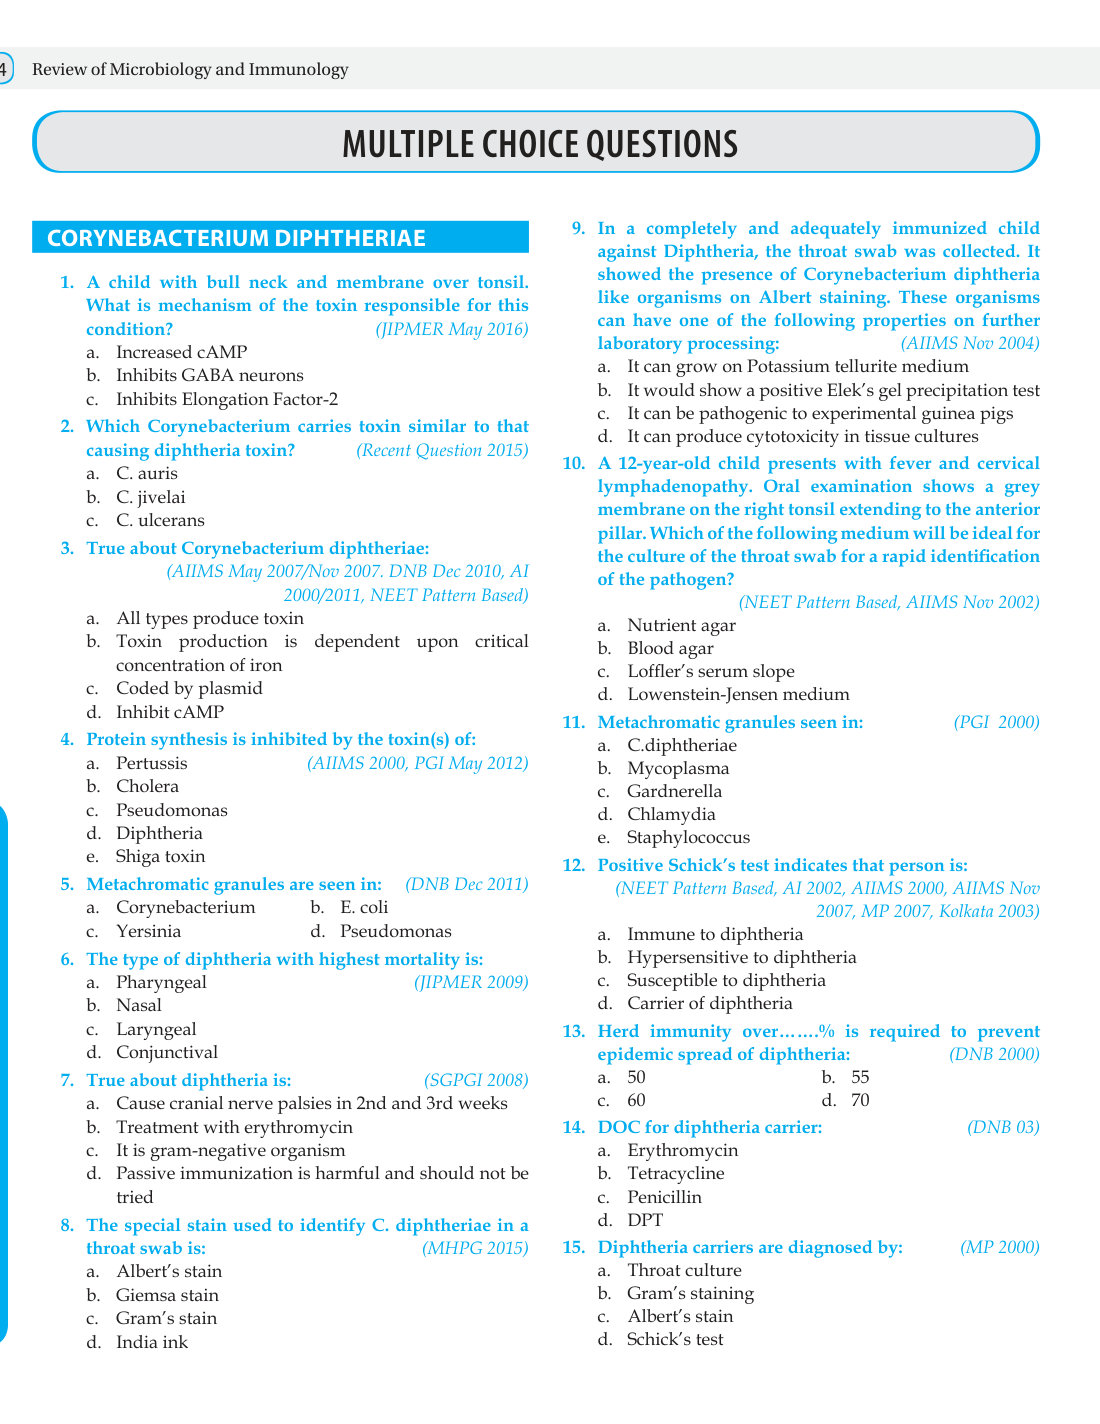 4 Review of Microbiology and Immunology
MULTIPLE CHOICE QUESTIONS
CORYNEBACTERIUM DIPHTHERIAE
1. A child with bull neck and membrane over tonsil.
What is mechanism of the toxin responsible for this
condition? (JIPMER May 2016)
a. Increased cAMP
b. Inhibits GABA neurons
c. Inhibits Elongation Factor-2
2. Which Corynebacterium carries toxin similar to that
causing diphtheria toxin? (Recent Question 2015)
a. C. auris
b. C. jivelai
c. C. ulcerans
3. True about Corynebacterium diphtheriae:
(AIIMS May 2007/Nov 2007. DNB Dec 2010, AI
2000/2011, NEET Pattern Based)
a. All types produce toxin
b. Toxin production is dependent upon critical
concentration of iron
c. Coded by plasmid
d. Inhibit cAMP
4. Protein synthesis is inhibited by the toxin(s) of:
a. Pertussis (AIIMS 2000, PGI May 2012)
b. Cholera
c. Pseudomonas
d. Diphtheria
e. Shiga toxin
5. Metachromatic granules are seen in: (DNB Dec 2011)
a. Corynebacterium b. E. coli
c. Yersinia d. Pseudomonas
6. The type of diphtheria with highest mortality is:
a. Pharyngeal (JIPMER 2009)
b. Nasal
c. Laryngeal
d. Conjunctival
7. True about diphtheria is: (SGPGI 2008)
a. Cause cranial nerve palsies in 2nd and 3rd weeks
b. Treatment with erythromycin
c. It is gram-negative organism
d. Passive immunization is harmful and should not be
tried
8. The special stain used to identify C. diphtheriae in a
throat swab is: (MHPG 2015)
a. Albert's stain
b. Giemsa stain
c. Gram's stain
d. India ink
9. In a completely and adequately immunized child
against Diphtheria, the throat swab was collected. It
showed the presence of Corynebacterium diphtheria
like organisms on Albert staining. These organisms
can have one of the following properties on further
laboratory processing: (AIIMS Nov 2004)
a. It can grow on Potassium tellurite medium
b. It would show a positive Elek's gel precipitation test
c. It can be pathogenic to experimental guinea pigs
d. It can produce cytotoxicity in tissue cultures
10. A 12-year-old child presents with fever and cervical
lymphadenopathy. Oral examination shows a grey
membrane on the right tonsil extending to the anterior
pillar. Which of the following medium will be ideal for
the culture of the throat swab for a rapid identification
of the pathogen?
(NEET Pattern Based, AIIMS Nov 2002)
a. Nutrient agar
b. Blood agar
c. Loffler's serum slope
d. Lowenstein-Jensen medium
11. Metachromatic granules seen in: (PGI 2000)
a. C.diphtheriae
b. Mycoplasma
c. Gardnerella
d. Chlamydia
e. Staphylococcus
12. Positive Schick's test indicates that person is:
(NEET Pattern Based, AI 2002, AIIMS 2000, AIIMS Nov
2007, MP 2007, Kolkata 2003)
a. Immune to diphtheria
b. Hypersensitive to diphtheria
c. Susceptible to diphtheria
d. Carrier of diphtheria
13. Herd immunity over.......% is required to prevent
epidemic spread of diphtheria: (DNB 2000)
a. 50 b. 55
c. 60 d. 70
14. DOC for diphtheria carrier: (DNB 03)
a. Erythromycin
b. Tetracycline
c. Penicillin
d. DPT
15. Diphtheria carriers are diagnosed by: (MP 2000)
a. Throat culture
b. Gram's staining
c. Albert's stain
d. Schick's test